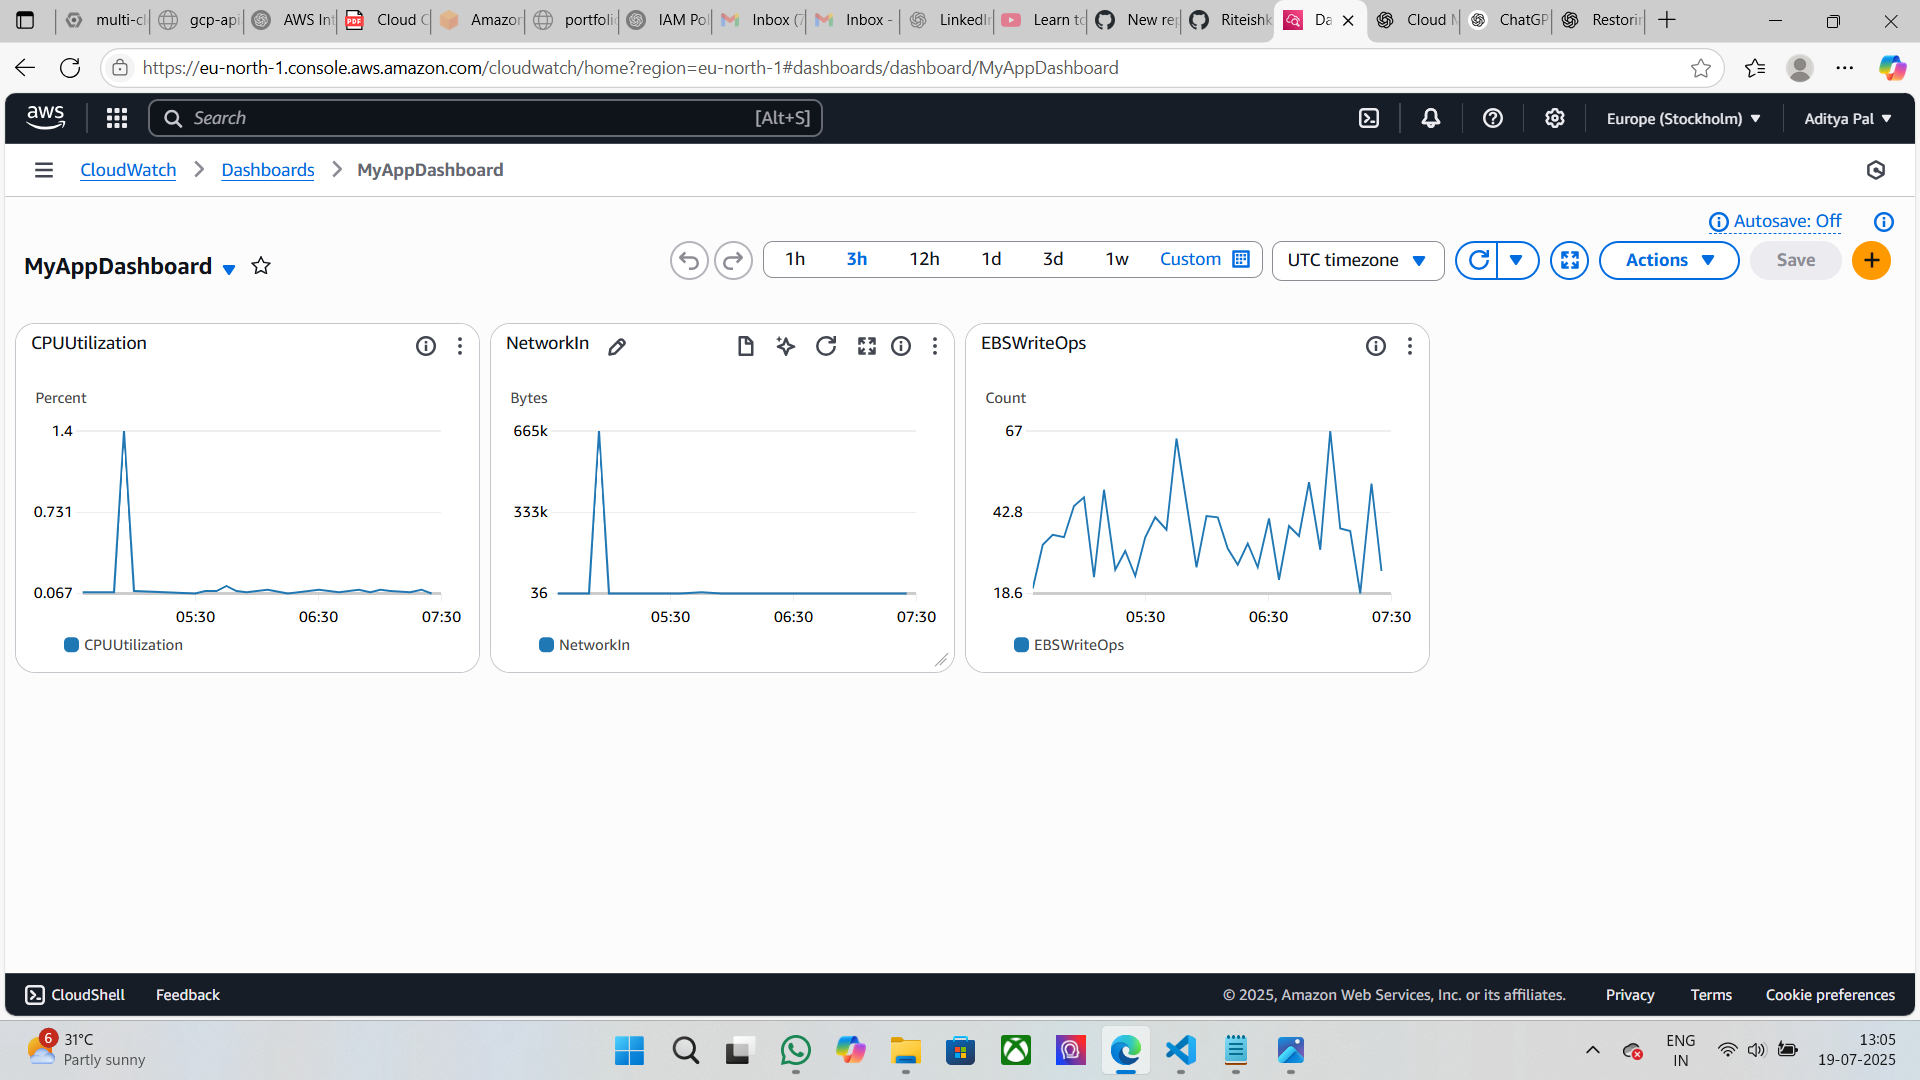 multi-cl
gcp-api
AWS Int
Cloud C
Amazon
portfolio
IAM Pol
Inbox (7
Inbox -
LinkedIn
Learn to
New rep
Riteishk
Da
Cloud M
ChatGP
Restorin
https://eu-north-1.console.aws.amazon.com/cloudwatch/home?region=eu-north-1#dashboards/dashboard/MyAppDashboard
aws
Search
[Alt+S]
Europe (Stockholm)
Aditya Pal
CloudWatch
Dashboards
MyAppDashboard
Autosave: Off
MyAppDashboard
1h
3h
12h
1d
3d
1w
Custom
UTC timezone
Actions
Save
CPUUtilization
Percent
1.4
0.731
0.067
05:30
06:30
07:30
CPUUtilization
NetworkIn
Bytes
665k
333k
36
05:30
06:30
07:30
NetworkIn
EBSWriteOps
Count
67
42.8
18.6
05:30
06:30
07:30
EBSWriteOps
CloudShell
Feedback
© 2025, Amazon Web Services, Inc. or its affiliates.
Privacy
Terms
Cookie preferences
6
31°C
Partly sunny
ENG
IN
13:05
19-07-2025